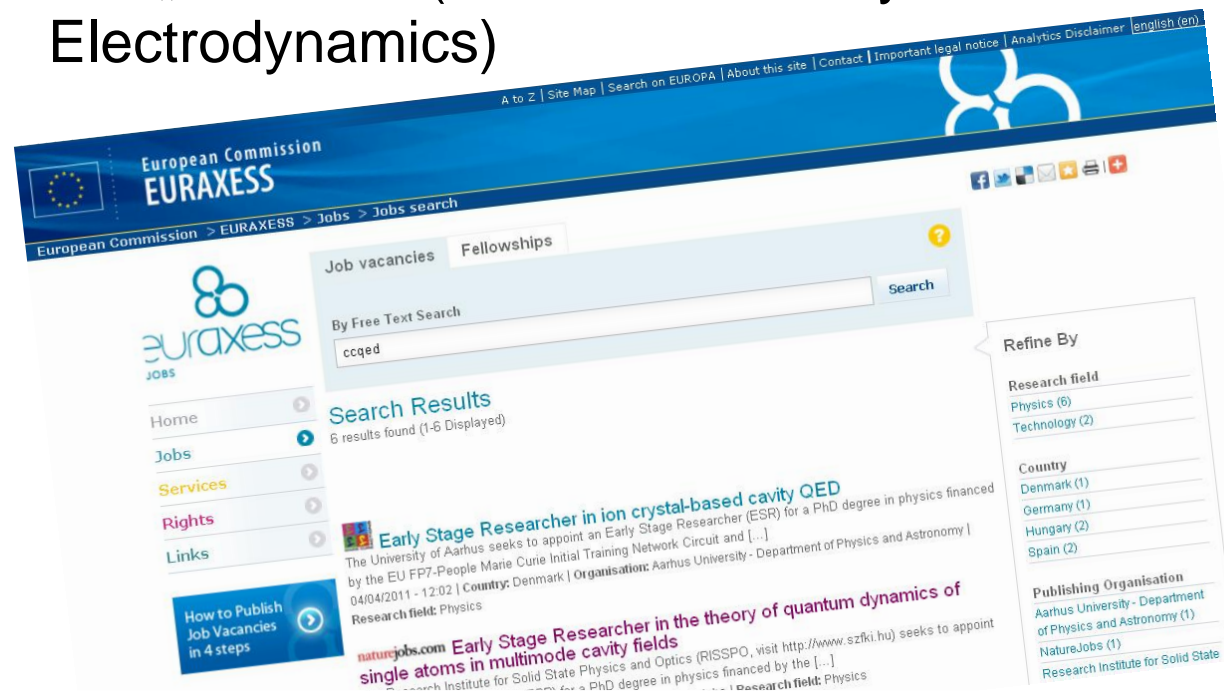 Electrodynamics)
A to Z | Site Map | Search on EUROPA | About this site | Contact | Important legal notice | Analytics Disclaimer | english (en)
European Commission
EURAXESS
European Commission > EURAXESS > Jobs > Jobs search
euraxess
JOBS
Home
Jobs
Services
Rights
Links
How to Publish
Job Vacancies
in 4 steps
Job vacancies
Fellowships
?
By Free Text Search
ccqed
Search
Search Results
6 results found (1-6 Displayed)
Early Stage Researcher in ion crystal-based cavity QED
The University of Aarhus seeks to appoint an Early Stage Researcher (ESR) for a PhD degree in physics financed
by the EU FP7-People Marie Curie Initial Training Network Circuit and [...]
04/04/2011 - 12:02 | Country: Denmark | Organisation: Aarhus University - Department of Physics and Astronomy |
Research field: Physics
naturejobs.com Early Stage Researcher in the theory of quantum dynamics of
single atoms in multimode cavity fields
Research Institute for Solid State Physics and Optics (RISSPO, visit http://www.szfki.hu) seeks to appoint
for a PhD degree in physics financed by the [...]
| Research field: Physics
Refine By
Research field
Physics (6)
Technology (2)
Country
Denmark (1)
Germany (1)
Hungary (2)
Spain (2)
Publishing Organisation
Aarhus University - Department
of Physics and Astronomy (1)
NatureJobs (1)
Research Institute for Solid State